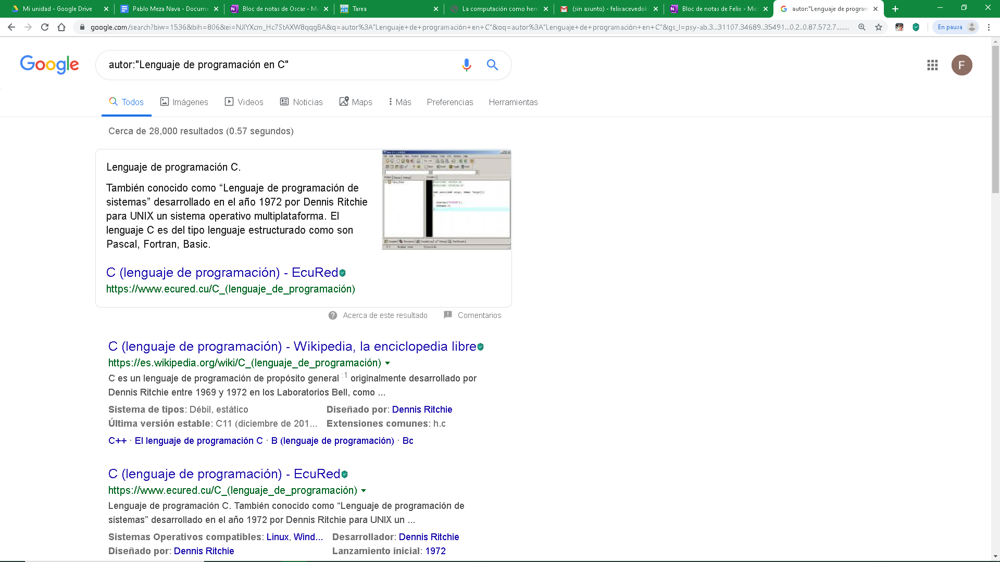 Mi unidad - Google Drive
Pablo Meza Nava - Docume
Bloc de notas de Oscar - Mi
Tarea
La computación como herr
(sin asunto) - felixacevedok
Bloc de notas de Felix - Mic
autor:"Lenguaje de program
google.com/search?biw=1536&bih=806&ei=NJIYXcm_Hc7StAXW8qqgBA&q=autor%3A"Lenguaje+de+programación+en+C"&oq=autor%3A"Lenguaje+de+programación+en+C"&gs_l=psy-ab.3...31107.34689..35491...0.2..0.87.572.7........
En pausa
Google
autor:"Lenguaje de programación en C"
F
Todos
Imágenes
Videos
Noticias
Maps
Más
Preferencias
Herramientas
Cerca de 28,000 resultados (0.57 segundos)
Lenguaje de programación C.
También conocido como “Lenguaje de programación de
sistemas” desarrollado en el año 1972 por Dennis Ritchie
para UNIX un sistema operativo multiplataforma. El
lenguaje C es del tipo lenguaje estructurado como son
Pascal, Fortran, Basic.
C (lenguaje de programación) - EcuRed
https://www.ecured.cu/C_(lenguaje_de_programación)
Acerca de este resultado
Comentarios
C (lenguaje de programación) - Wikipedia, la enciclopedia libre
https://es.wikipedia.org/wiki/C_(lenguaje_de_programación)
C es un lenguaje de programación de propósito general :1 originalmente desarrollado por
Dennis Ritchie entre 1969 y 1972 en los Laboratorios Bell, como ...
Sistema de tipos: Débil, estático
Diseñado por: Dennis Ritchie
Última versión estable: C11 (diciembre de 201...
Extensiones comunes: h.c
C++ · El lenguaje de programación C · B (lenguaje de programación) · Bc
C (lenguaje de programación) - EcuRed
https://www.ecured.cu/C_(lenguaje_de_programación)
Lenguaje de programación C. También conocido como “Lenguaje de programación de
sistemas” desarrollado en el año 1972 por Dennis Ritchie para UNIX un ...
Sistemas Operativos compatibles: Linux, Wind...
Desarrollador: Dennis Ritchie
Diseñado por: Dennis Ritchie
Lanzamiento inicial: 1972